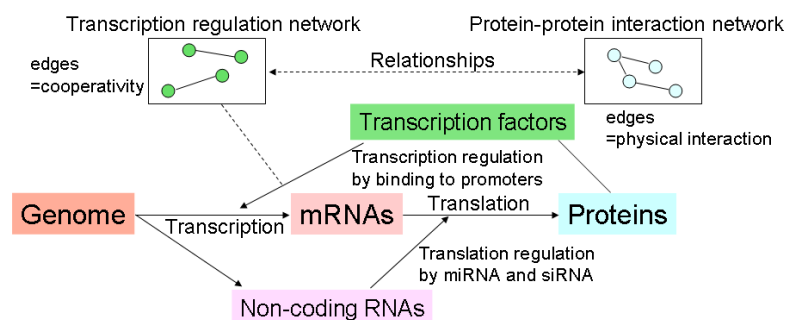 Transcription regulation network
Protein-protein interaction network
edges
=cooperativity
Relationships
edges
=physical interaction
Transcription factors
Transcription regulation
by binding to promoters
Genome
Transcription
mRNAs
Translation
Proteins
Translation regulation
by miRNA and siRNA
Non-coding RNAs